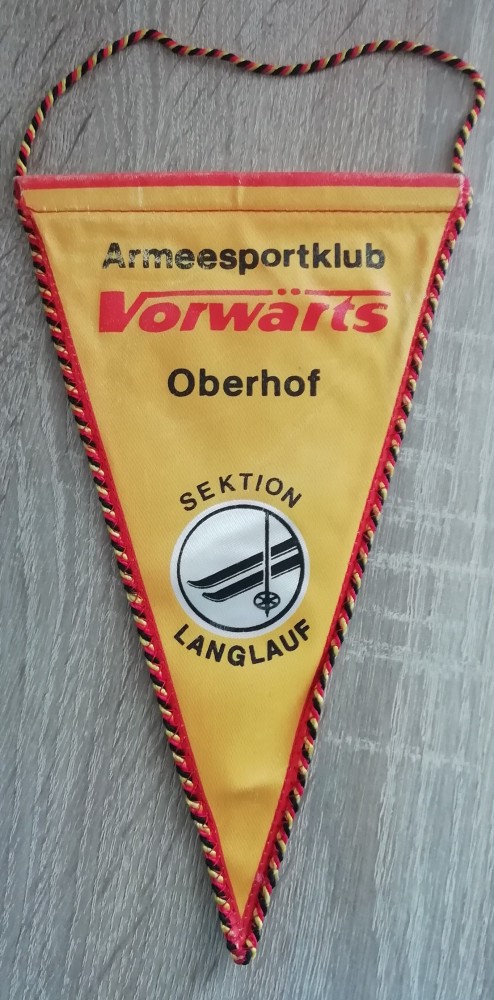 Armeesportklub
Vorwärts
Oberhof
SEKTION
LANGLAUF